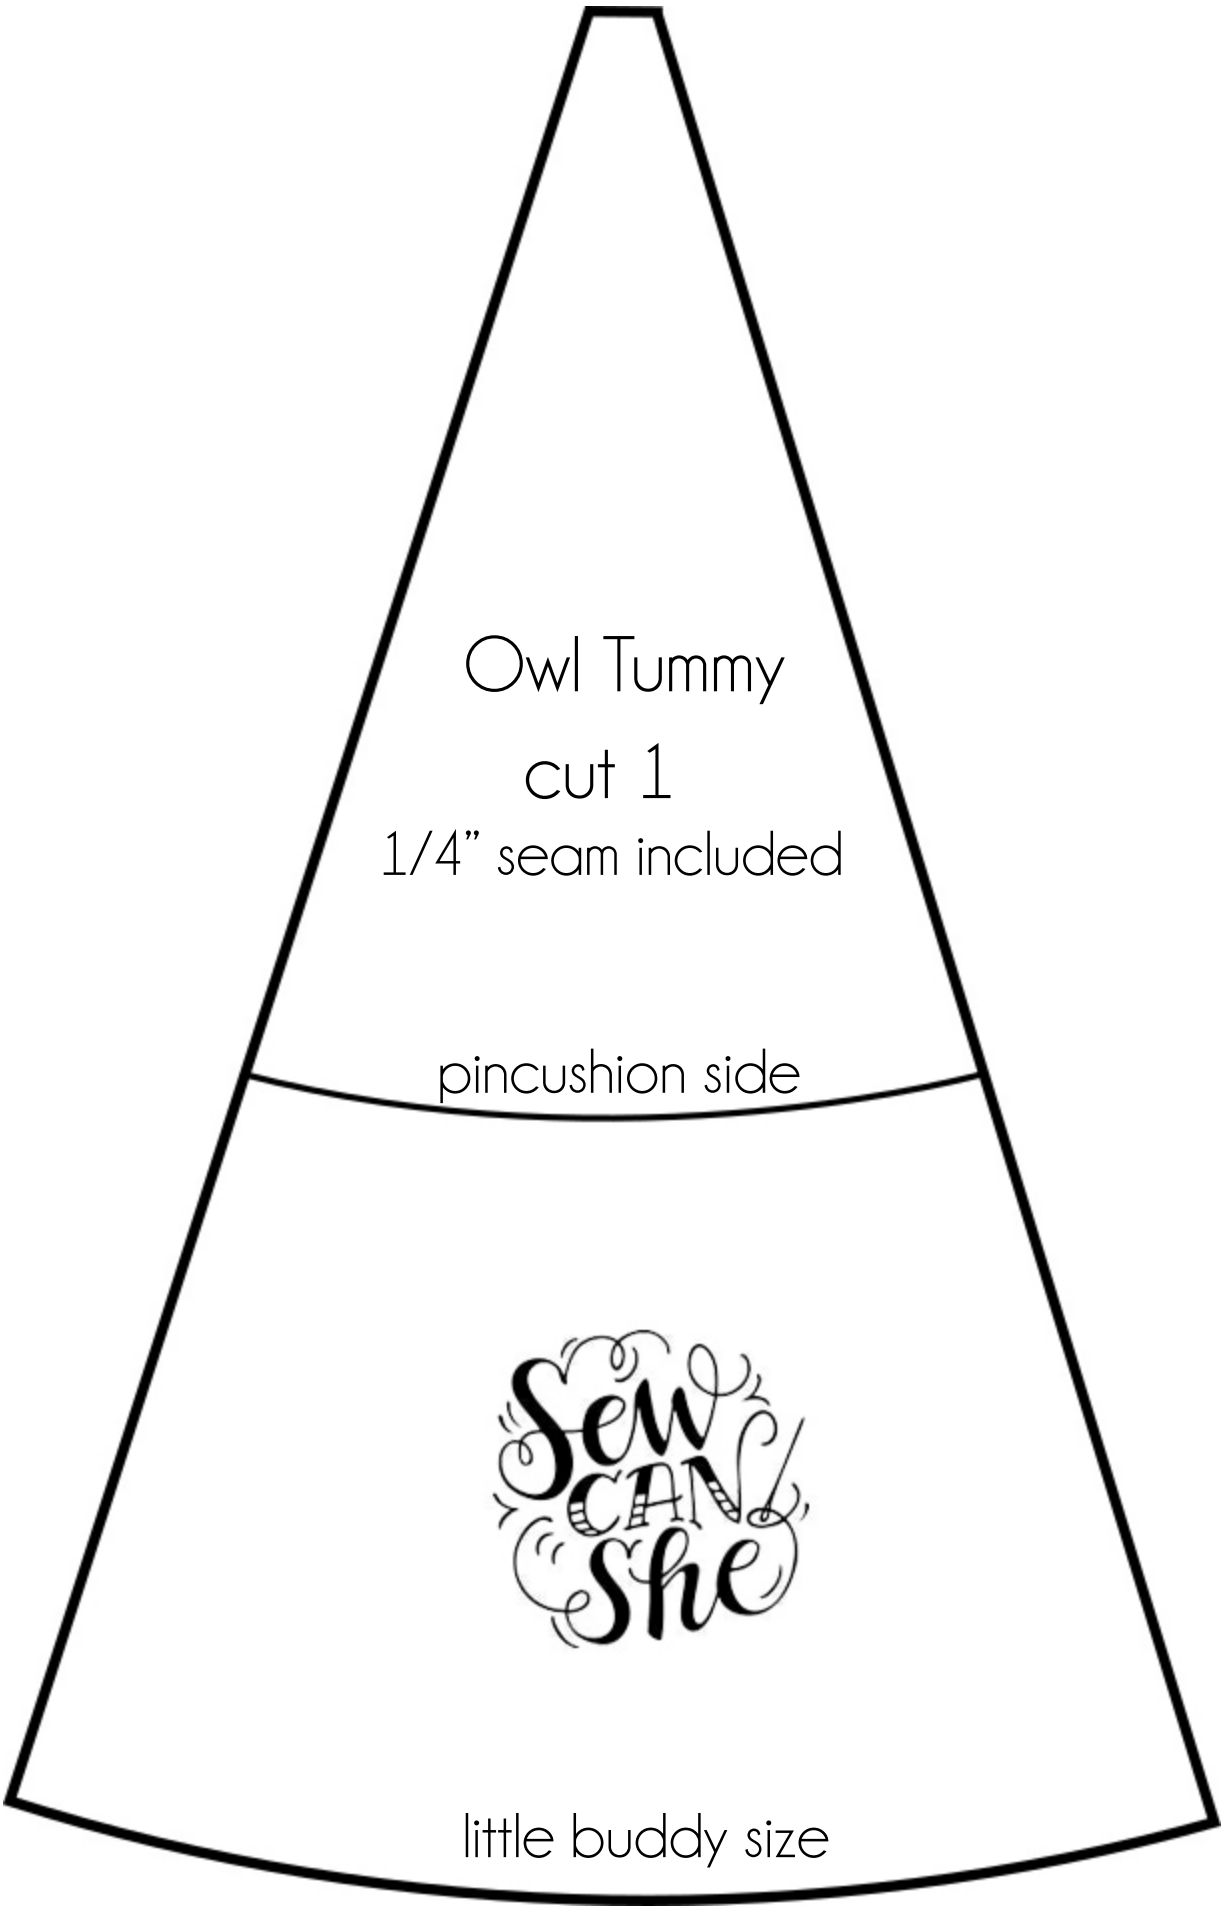 Owl Tummy
cut 1
1/4” seam included
pincushion side
Sew
CAN
She
little buddy size